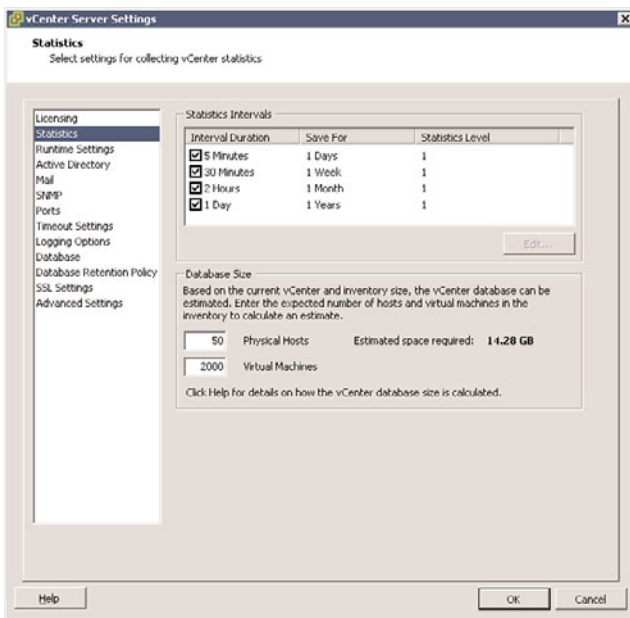 vCenter Server Settings
Statistics
Select settings for collecting vCenter statistics
Licensing
Statistics
Runtime Settings
Active Directory
Mail
SNMP
Ports
Timeout Settings
Logging Options
Database
Database Retention Policy
SSL Settings
Advanced Settings
Statistics Intervals
Interval Duration Save For Statistics Level
5 Minutes 1 Days 1
30 Minutes 1 Week 1
2 Hours 1 Month 1
1 Day 1 Years 1
Edit...
Database Size
Based on the current vCenter and inventory size, the vCenter database can be
estimated. Enter the expected number of hosts and virtual machines in the
inventory to calculate an estimate.
50 Physical Hosts Estimated space required: 14.28 GB
2000 Virtual Machines
Click Help for details on how the vCenter database size is calculated.
Help OK Cancel